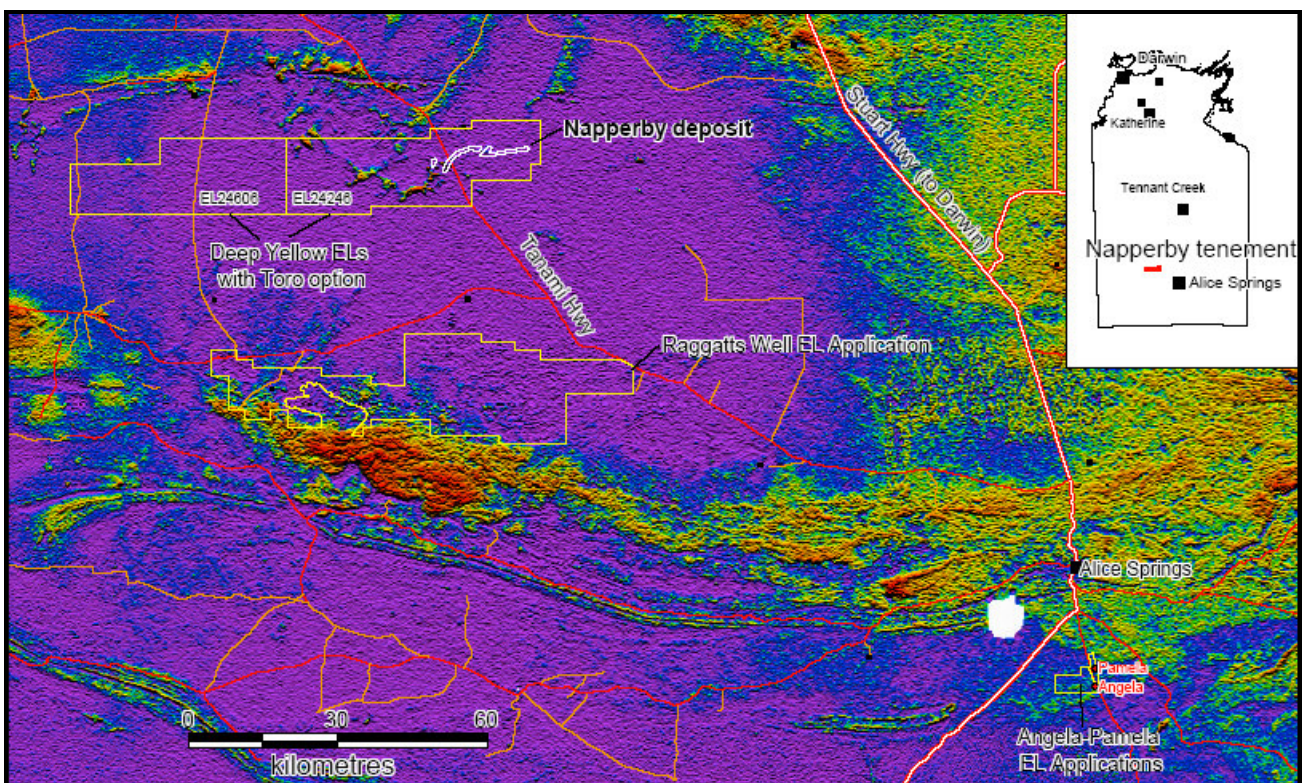 Napperby deposit
EL24606
EL24246
Deep Yellow ELs
with Toro option
Tanami Hwy
Stuart Hwy (to Darwin)
Raggatts Well EL Application
Alice Springs
Pamela
Angela
Angela-Pamela
EL Applications
0 30 60
kilometres
Darwin
Katherine
Tennant Creek
Napperby tenement
Alice Springs